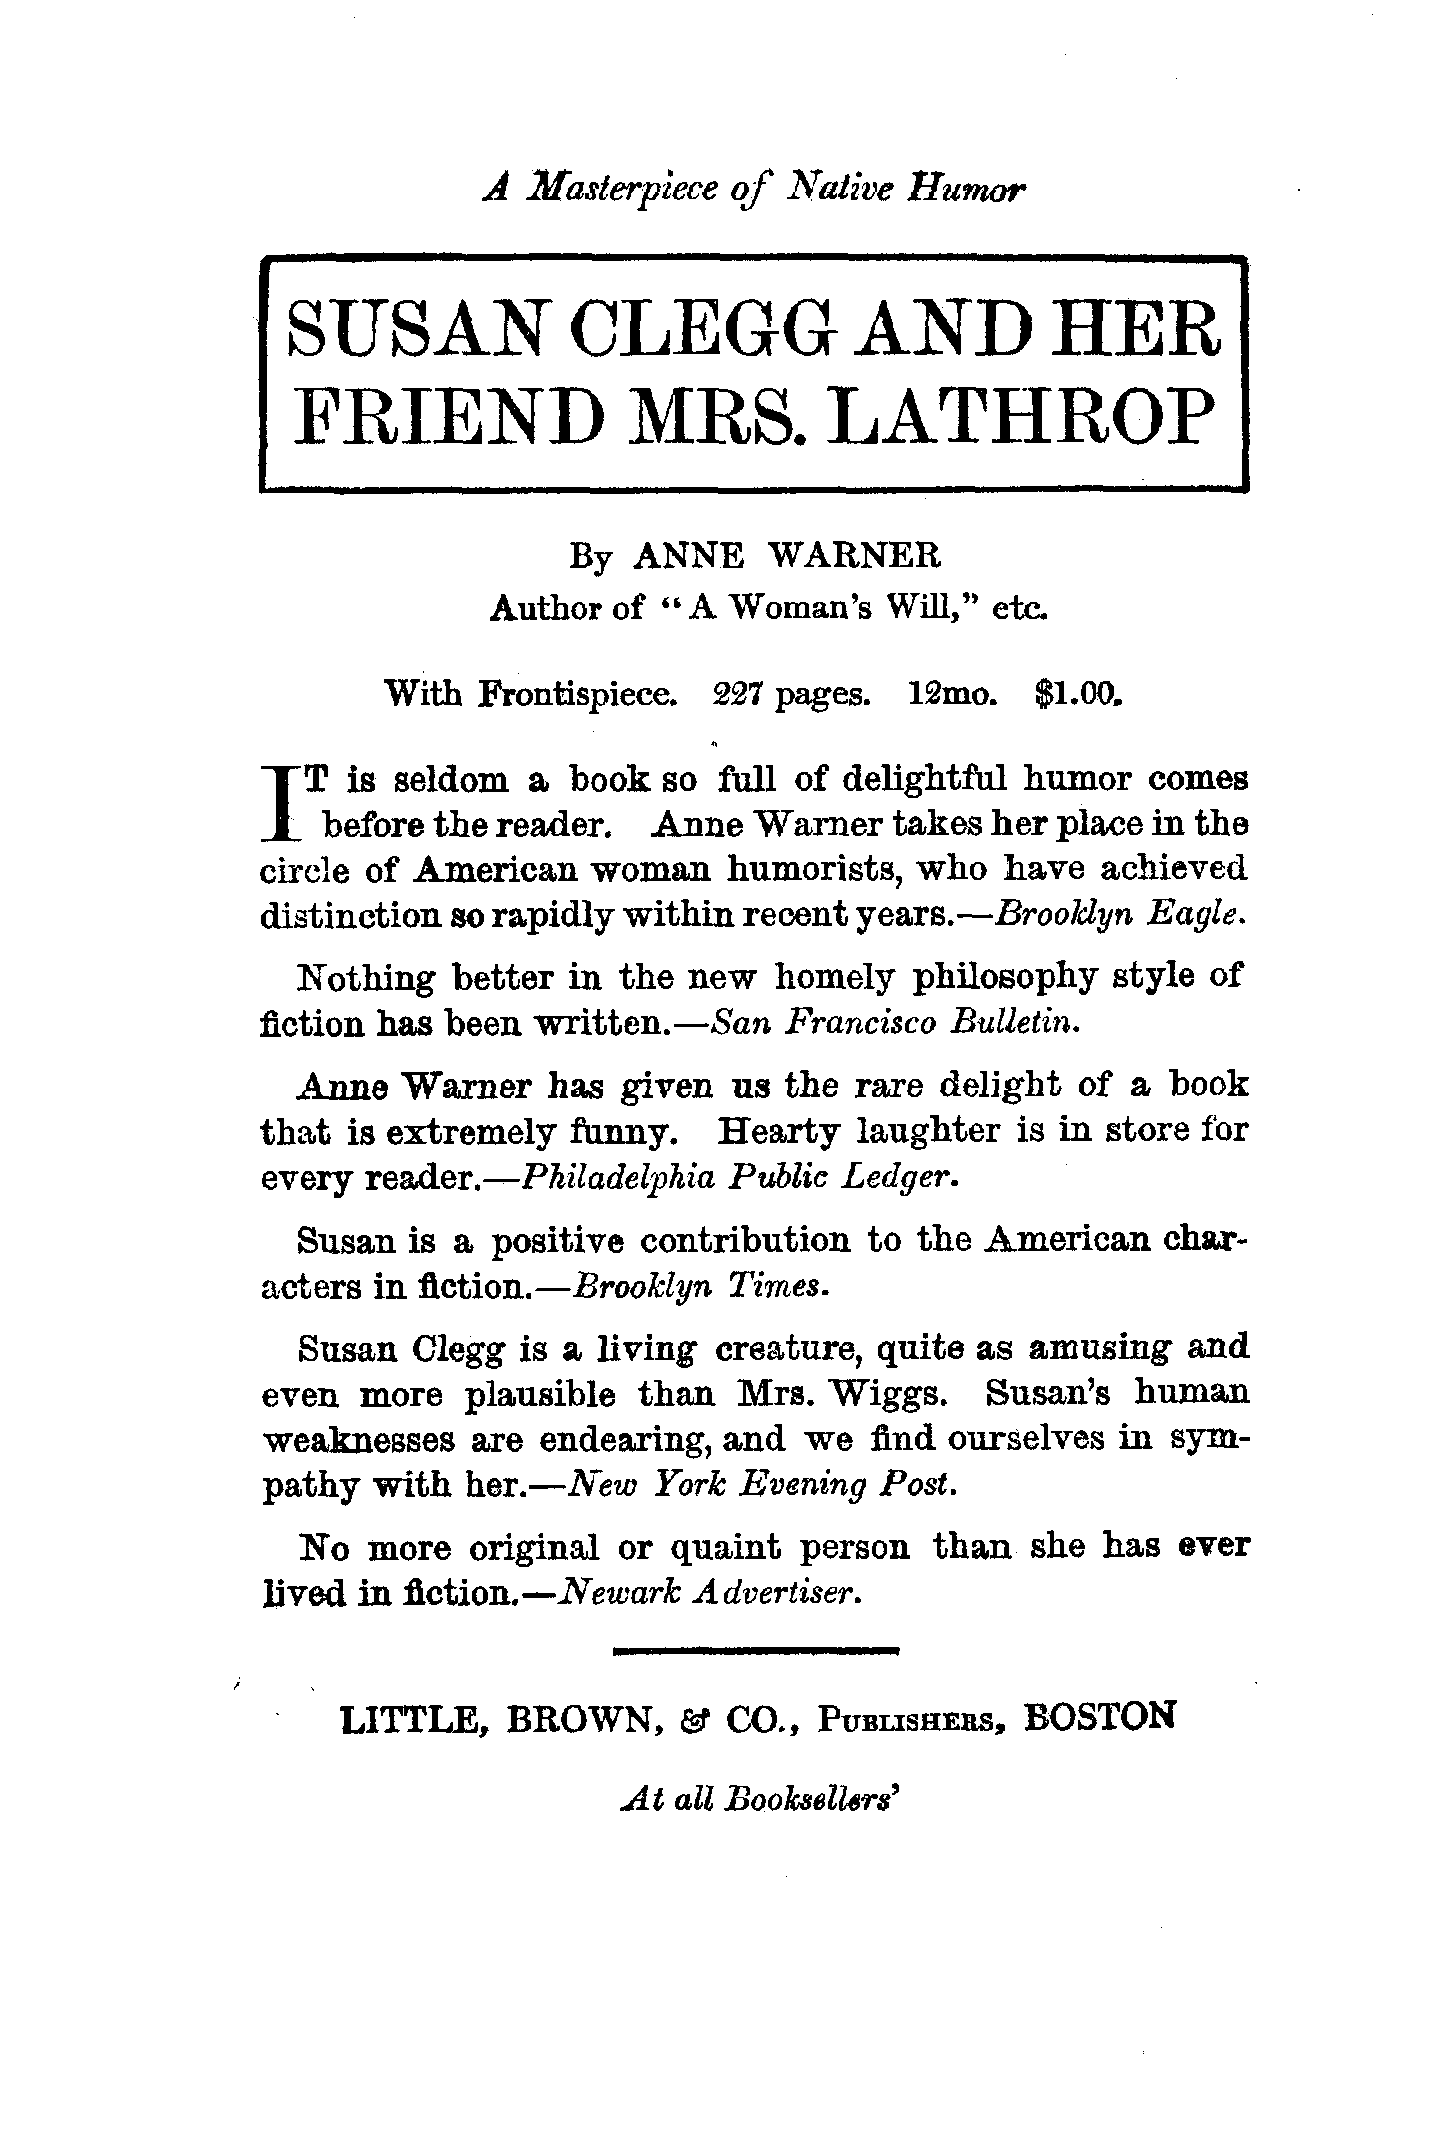 A Masterpiece of Native Humor
SUSAN CLEGG AND HER
FRIEND MRS. LATHROP
By ANNE WARNER
Author of “A Woman’s Will,” etc.
With Frontispiece. 227 pages. 12mo. $1.00.
IT is seldom a book so full of delightful humor comes
before the reader. Anne Warner takes her place in the
circle of American woman humorists, who have achieved
distinction so rapidly within recent years.—Brooklyn Eagle.
Nothing better in the new homely philosophy style of
fiction has been written.—San Francisco Bulletin.
Anne Warner has given us the rare delight of a book
that is extremely funny. Hearty laughter is in store for
every reader.—Philadelphia Public Ledger.
Susan is a positive contribution to the American char-
acters in fiction.—Brooklyn Times.
Susan Clegg is a living creature, quite as amusing and
even more plausible than Mrs. Wiggs. Susan’s human
weaknesses are endearing, and we find ourselves in sym-
pathy with her.—New York Evening Post.
No more original or quaint person than she has ever
lived in fiction.—Newark Advertiser.
LITTLE, BROWN, & CO., PUBLISHERS, BOSTON
At all Booksellers’